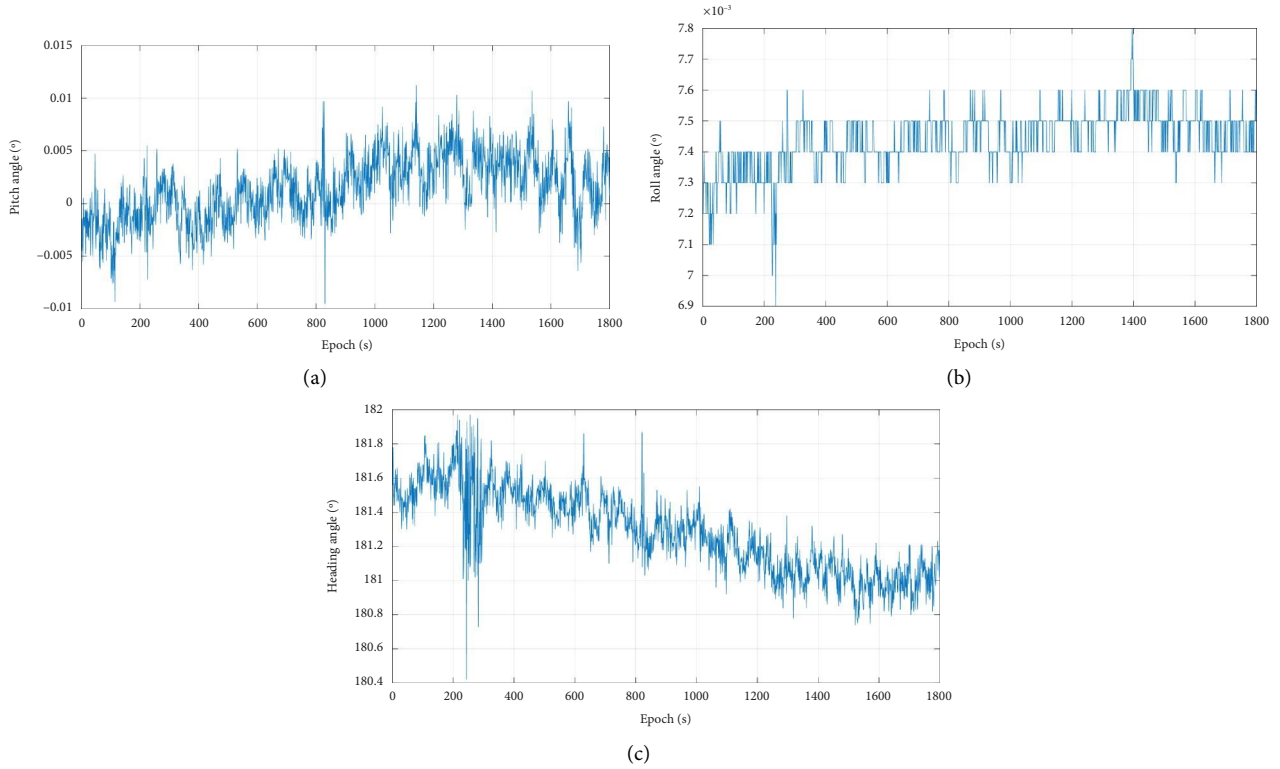 0.015
0.01
0.005
0
−0.005
−0.01
Pitch angle (º)
0 200 400 600 800 1000 1200 1400 1600 1800
Epoch (s)
(a)
×10⁻³
7.8
7.7
7.6
7.5
7.4
7.3
7.2
7.1
7
6.9
Roll angle (º)
0 200 400 600 800 1000 1200 1400 1600 1800
Epoch (s)
(b)
182
181.8
181.6
181.4
181.2
181
180.8
180.6
180.4
Heading angle (º)
0 200 400 600 800 1000 1200 1400 1600 1800
Epoch (s)
(c)